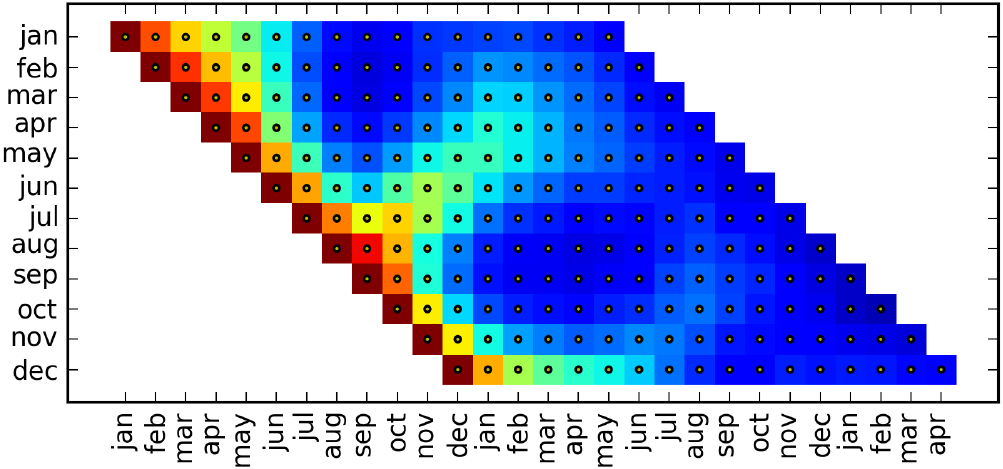 jan
feb
mar
apr
may
jun
jul
aug
sep
oct
nov
dec
jan feb mar apr may jun jul aug sep oct nov dec jan feb mar apr may jun jul aug sep oct nov dec jan feb mar apr